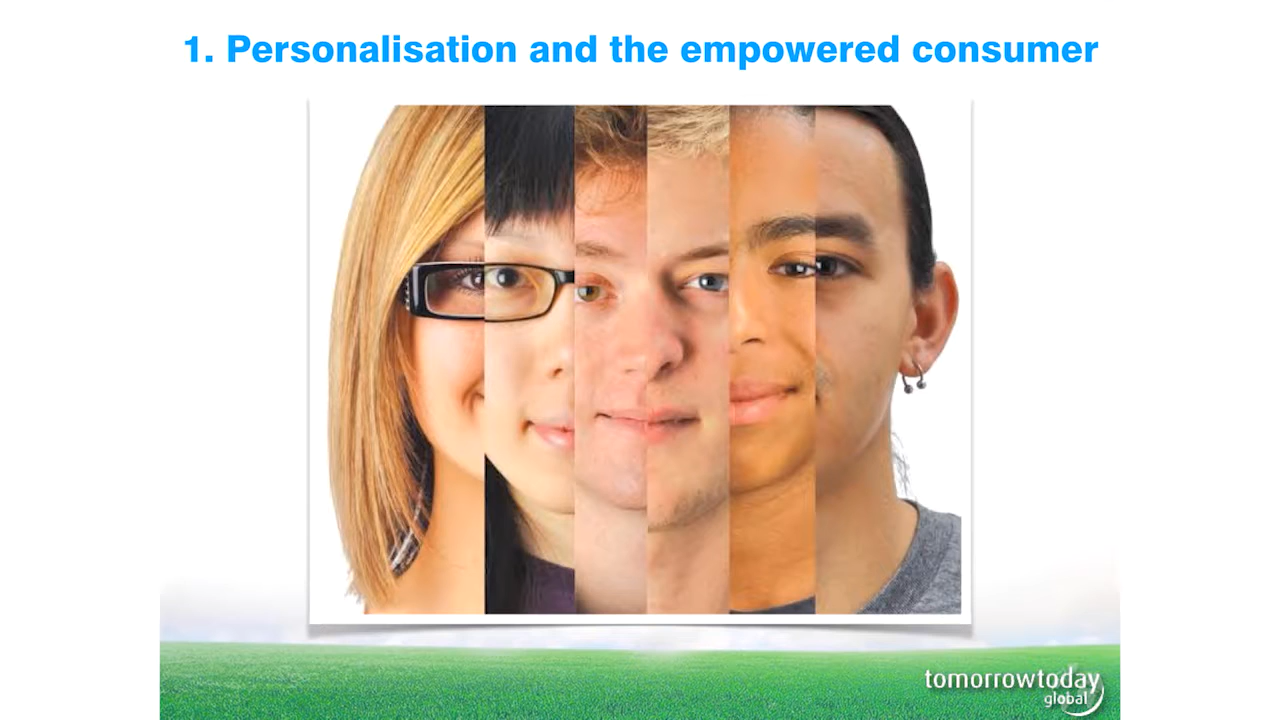 1. Personalisation and the empowered consumer
tomorrowtoday
global